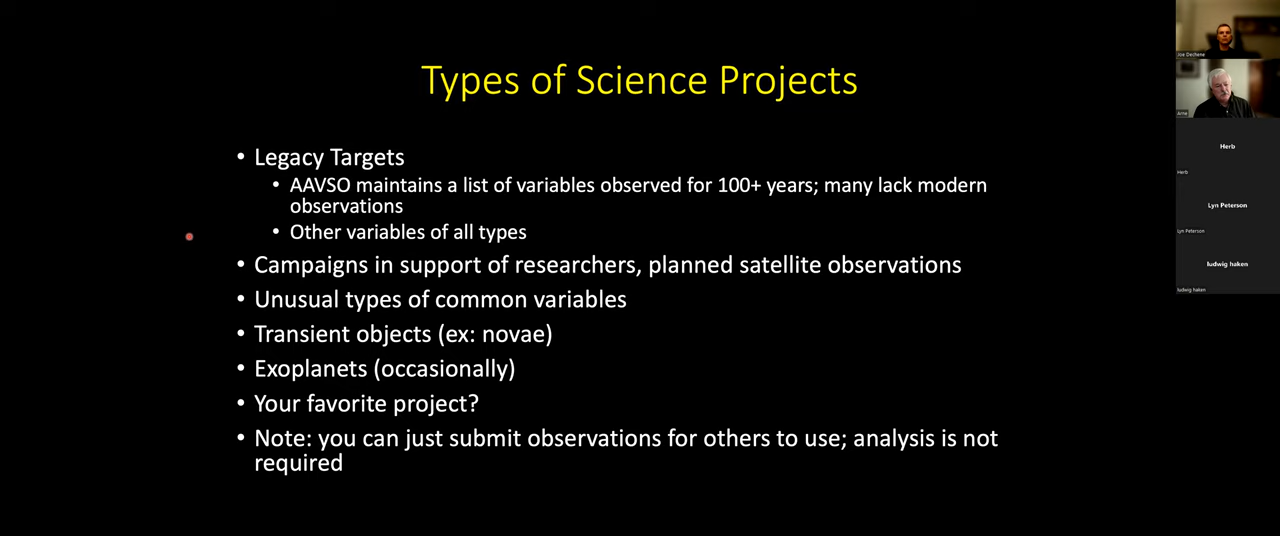 Types of Science Projects
• Legacy Targets
• AAVSO maintains a list of variables observed for 100+ years; many lack modern
observations
• Other variables of all types
• Campaigns in support of researchers, planned satellite observations
• Unusual types of common variables
• Transient objects (ex: novae)
• Exoplanets (occasionally)
• Your favorite project?
• Note: you can just submit observations for others to use; analysis is not
required
Joe Dechene
Arne
Herb
Herb
Lyn Peterson
Lyn Peterson
ludwig haken
ludwig haken